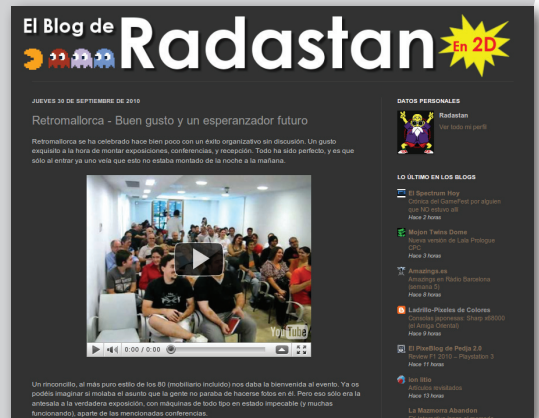 El Blog de
Radastan
En 2D
JUEVES 30 DE SEPTIEMBRE DE 2010
Retromallorca - Buen gusto y un esperanzador futuro
Retromallorca se ha celebrado hace bien poco con un éxito organizativo sin discusión. Un gusto
exquisito a la hora de montar exposiciones, conferencias, y recepción. Todo ha sido perfecto, y es que
sólo al entrar ya uno veía que esto no estaba montado de la noche a la mañana.
YouTube
0:00 / 0:00
Un rinconcillo, al más puro estilo de los 80 (mobiliario incluido) nos daba la bienvenida al evento. Ya os
podéis imaginar si molaba el asunto que la gente no paraba de hacerse fotos en él. Pero eso sólo era la
antesala a la verdadera exposición, con máquinas de todo tipo en estado impecable (y muchas
funcionando), aparte de las mencionadas conferencias.
DATOS PERSONALES
Radastan
Ver todo mi perfil
LO ÚLTIMO EN LOS BLOGS
El Spectrum Hoy
Crónica del GameFest por alguien
que NO estuvo allí
Hace 2 horas
Mojon Twins Doms
Nueva versión de Lala Prologue
CPC
Hace 3 horas
Amazings.es
Amazings en Radio Barcelona
(semana 5)
Hace 8 horas
Ladrillo-Pixeles de Colores
Consolas japonesas: Sharp x68000
(el Amiga Oriental)
Hace 9 horas
El PixeBlog de Pedja 2.0
Review F1 2010 – Playstation 3
Hace 11 horas
Ion litio
Artículos revisitados
Hace 13 horas
La Mazmorra Abandon